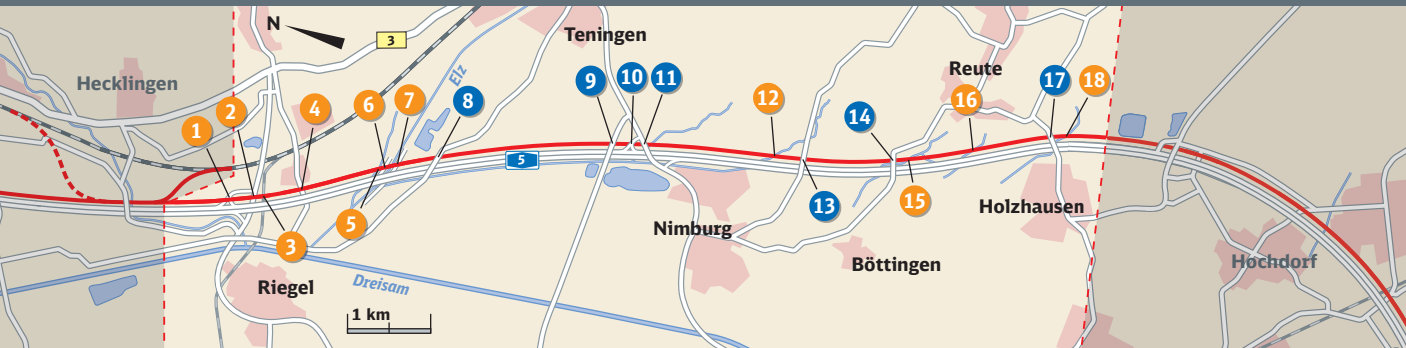 N
3
Hecklingen
Teningen
Elz
Reute
1
2
4
6
7
8
9
10
11
12
14
16
17
18
5
5
3
13
15
Nimburg
Holzhausen
Böttingen
Hochdorf
Riegel
Dreisam
1 km